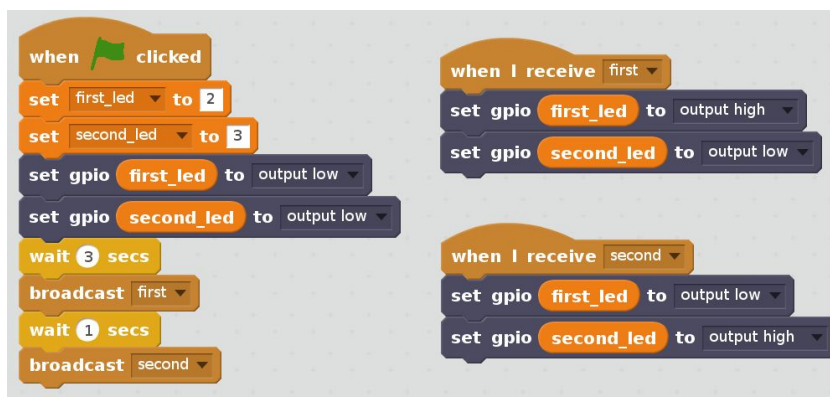 when clicked
set first_led to 2
set second_led to 3
set gpio first_led to output low
set gpio second_led to output low
wait 3 secs
broadcast first
wait 1 secs
broadcast second
when I receive first
set gpio first_led to output high
set gpio second_led to output low
when I receive second
set gpio first_led to output low
set gpio second_led to output high